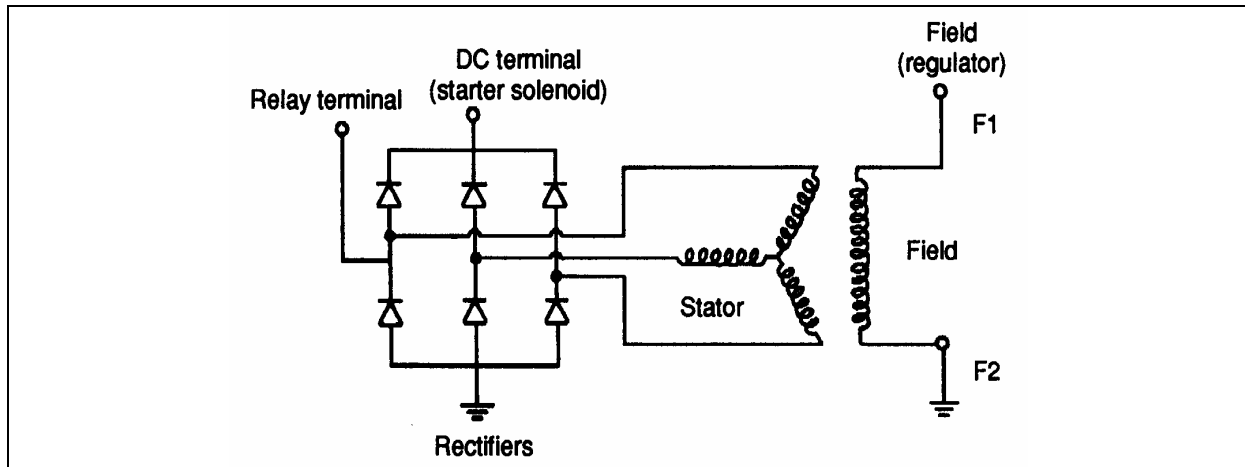 Field
(regulator)
DC terminal
(starter solenoid)
Relay terminal
F1
Field
Stator
F2
Rectifiers